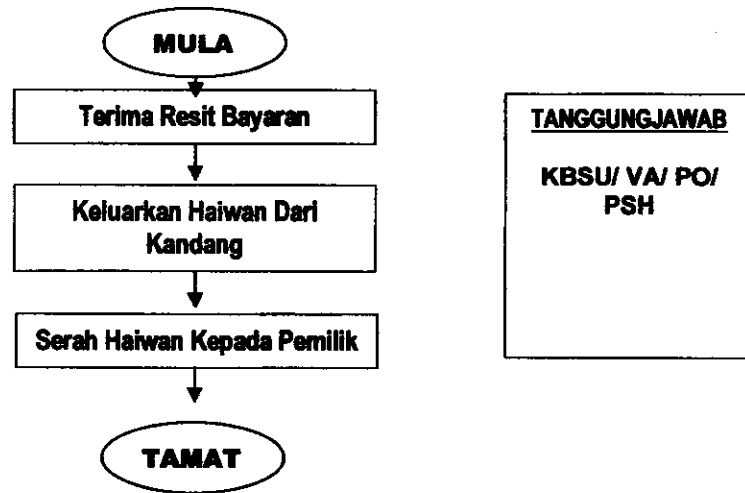 MULA
Terima Resit Bayaran
Keluarkan Haiwan Dari
Kandang
Serah Haiwan Kepada Pemilik
TAMAT
TANGGUNGJAWAB
KBSU/ VA/ PO/
PSH